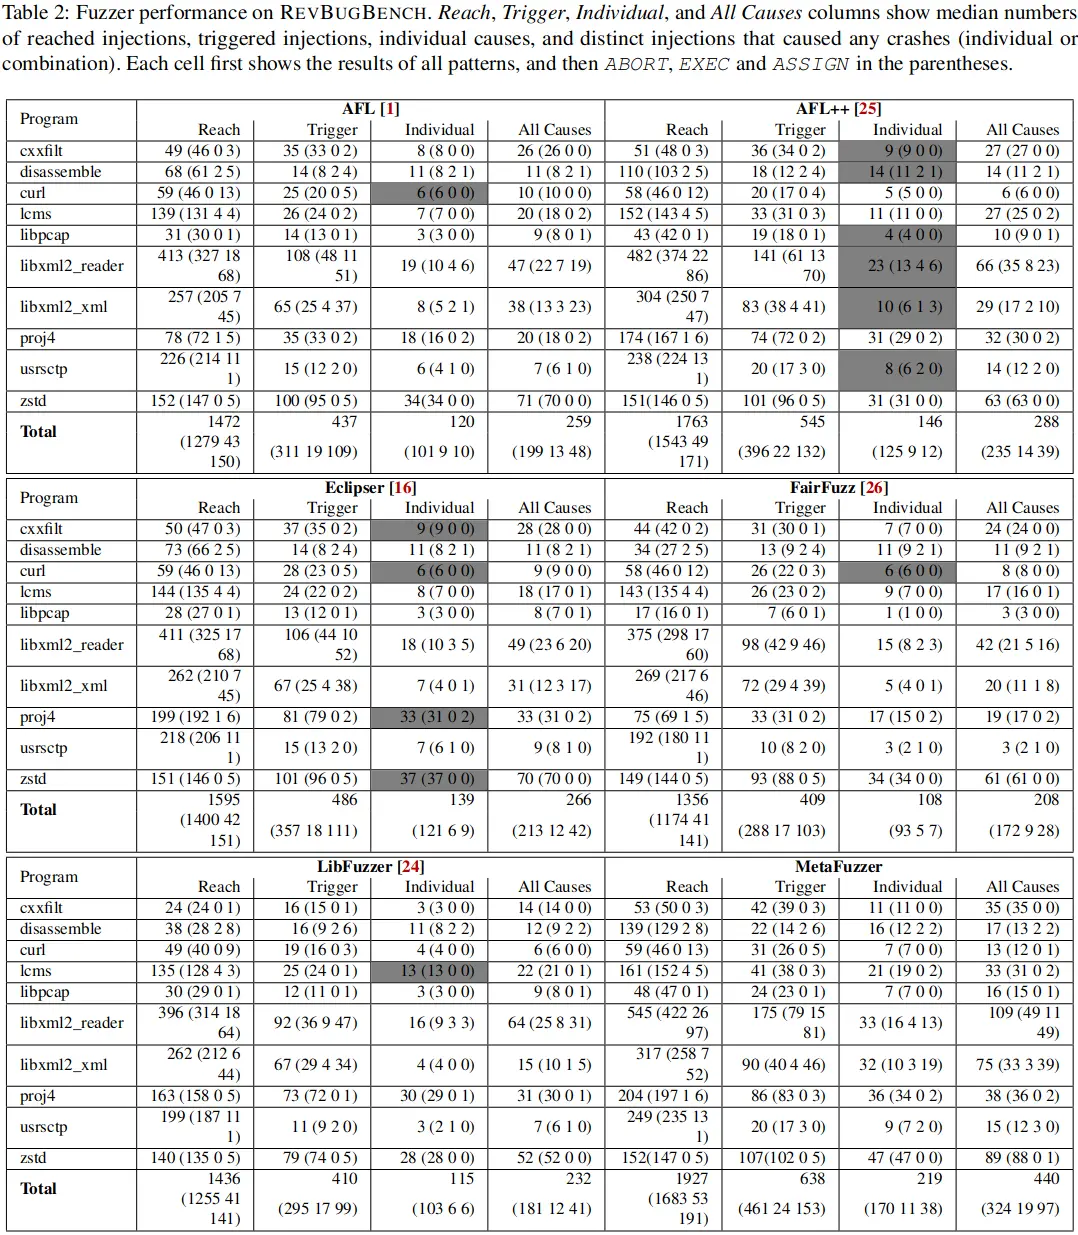 Table 2: Fuzzer performance on REVBUGBENCH. Reach, Trigger, Individual, and All Causes columns show median numbers
of reached injections, triggered injections, individual causes, and distinct injections that caused any crashes (individual or
combination). Each cell first shows the results of all patterns, and then ABORT, EXEC and ASSIGN in the parentheses.
Program AFL [1] AFL++ [25]
Reach Trigger Individual All Causes Reach Trigger Individual All Causes
cxxfilt 49 (46 0 3) 35 (33 0 2) 8 (8 0 0) 26 (26 0 0) 51 (48 0 3) 36 (34 0 2) 9 (9 0 0) 27 (27 0 0)
disassemble 68 (61 2 5) 14 (8 2 4) 11 (8 2 1) 11 (8 2 1) 110 (103 2 5) 18 (12 2 4) 14 (11 2 1) 14 (11 2 1)
curl 59 (46 0 13) 25 (20 0 5) 6 (6 0 0) 10 (10 0 0) 58 (46 0 12) 20 (17 0 4) 5 (5 0 0) 6 (6 0 0)
lcms 139 (131 4 4) 26 (24 0 2) 7 (7 0 0) 20 (18 0 2) 152 (143 4 5) 33 (31 0 3) 11 (11 0 0) 27 (25 0 2)
libpcap 31 (30 0 1) 14 (13 0 1) 3 (3 0 0) 9 (8 0 1) 43 (42 0 1) 19 (18 0 1) 4 (4 0 0) 10 (9 0 1)
libxml2_reader 413 (327 18 68) 108 (48 11 51) 19 (10 4 6) 47 (22 7 19) 482 (374 22 86) 141 (61 13 70) 23 (13 4 6) 66 (35 8 23)
libxml2_xml 257 (205 7 45) 65 (25 4 37) 8 (5 2 1) 38 (13 3 23) 304 (250 7 47) 83 (38 4 41) 10 (6 1 3) 29 (17 2 10)
proj4 78 (72 1 5) 35 (33 0 2) 18 (16 0 2) 20 (18 0 2) 174 (167 1 6) 74 (72 0 2) 31 (29 0 2) 32 (30 0 2)
usrsctp 226 (214 11 1) 15 (12 2 0) 6 (4 1 0) 7 (6 1 0) 238 (224 13 1) 20 (17 3 0) 8 (6 2 0) 14 (12 2 0)
zstd 152 (147 0 5) 100 (95 0 5) 34(34 0 0) 71 (70 0 0) 151(146 0 5) 101 (96 0 5) 31 (31 0 0) 63 (63 0 0)
Total 1472 (1279 43 150) 437 (311 19 109) 120 (101 9 10) 259 (199 13 48) 1763 (1543 49 171) 545 (396 22 132) 146 (125 9 12) 288 (235 14 39)
Program Eclipser [16] FairFuzz [26]
Reach Trigger Individual All Causes Reach Trigger Individual All Causes
cxxfilt 50 (47 0 3) 37 (35 0 2) 9 (9 0 0) 28 (28 0 0) 44 (42 0 2) 31 (30 0 1) 7 (7 0 0) 24 (24 0 0)
disassemble 73 (66 2 5) 14 (8 2 4) 11 (8 2 1) 11 (8 2 1) 34 (27 2 5) 13 (9 2 4) 11 (9 2 1) 11 (9 2 1)
curl 59 (46 0 13) 28 (23 0 5) 6 (6 0 0) 9 (9 0 0) 58 (46 0 12) 26 (22 0 3) 6 (6 0 0) 8 (8 0 0)
lcms 144 (135 4 4) 24 (22 0 2) 8 (7 0 0) 18 (17 0 1) 143 (135 4 4) 26 (23 0 2) 9 (7 0 0) 17 (16 0 1)
libpcap 28 (27 0 1) 13 (12 0 1) 3 (3 0 0) 8 (7 0 1) 17 (16 0 1) 7 (6 0 1) 1 (1 0 0) 3 (3 0 0)
libxml2_reader 411 (325 17 68) 106 (44 10 52) 18 (10 3 5) 49 (23 6 20) 375 (298 17 60) 98 (42 9 46) 15 (8 2 3) 42 (21 5 16)
libxml2_xml 262 (210 7 45) 67 (25 4 38) 7 (4 0 1) 31 (12 3 17) 269 (217 6 46) 72 (29 4 39) 5 (4 0 1) 20 (11 1 8)
proj4 199 (192 1 6) 81 (79 0 2) 33 (31 0 2) 33 (31 0 2) 75 (69 1 5) 33 (31 0 2) 17 (15 0 2) 19 (17 0 2)
usrsctp 218 (206 11 1) 15 (13 2 0) 7 (6 1 0) 9 (8 1 0) 192 (180 11 1) 10 (8 2 0) 3 (2 1 0) 3 (2 1 0)
zstd 151 (146 0 5) 101 (96 0 5) 37 (37 0 0) 70 (70 0 0) 149 (144 0 5) 93 (88 0 5) 34 (34 0 0) 61 (61 0 0)
Total 1595 (1400 42 151) 486 (357 18 111) 139 (121 6 9) 266 (213 12 42) 1356 (1174 41 141) 409 (288 17 103) 108 (93 5 7) 208 (172 9 28)
Program LibFuzzer [24] MetaFuzzer
Reach Trigger Individual All Causes Reach Trigger Individual All Causes
cxxfilt 24 (24 0 1) 16 (15 0 1) 3 (3 0 0) 14 (14 0 0) 53 (50 0 3) 42 (39 0 3) 11 (11 0 0) 35 (35 0 0)
disassemble 38 (28 2 8) 16 (9 2 6) 11 (8 2 2) 12 (9 2 2) 139 (129 2 8) 22 (14 2 6) 16 (12 2 2) 17 (13 2 2)
curl 49 (40 0 9) 19 (16 0 3) 4 (4 0 0) 6 (6 0 0) 59 (46 0 13) 31 (26 0 5) 7 (7 0 0) 13 (12 0 1)
lcms 135 (128 4 3) 25 (24 0 1) 13 (13 0 0) 22 (21 0 1) 161 (152 4 5) 41 (38 0 3) 21 (19 0 2) 33 (31 0 2)
libpcap 30 (29 0 1) 12 (11 0 1) 3 (3 0 0) 9 (8 0 1) 48 (47 0 1) 24 (23 0 1) 7 (7 0 0) 16 (15 0 1)
libxml2_reader 396 (314 18 64) 92 (36 9 47) 16 (9 3 3) 64 (25 8 31) 545 (422 26 97) 175 (79 15 81) 33 (16 4 13) 109 (49 11 49)
libxml2_xml 262 (212 6 44) 67 (29 4 34) 4 (4 0 0) 15 (10 1 5) 317 (258 7 52) 90 (40 4 46) 32 (10 3 19) 75 (33 3 39)
proj4 163 (158 0 5) 73 (72 0 1) 30 (29 0 1) 31 (30 0 1) 204 (197 1 6) 86 (83 0 3) 36 (34 0 2) 38 (36 0 2)
usrsctp 199 (187 11 1) 11 (9 2 0) 3 (2 1 0) 7 (6 1 0) 249 (235 13 1) 20 (17 3 0) 9 (7 2 0) 15 (12 3 0)
zstd 140 (135 0 5) 79 (74 0 5) 28 (28 0 0) 52 (52 0 0) 152(147 0 5) 107(102 0 5) 47 (47 0 0) 89 (88 0 1)
Total 1436 (1255 41 141) 410 (295 17 99) 115 (103 6 6) 232 (181 12 41) 1927 (1683 53 191) 638 (461 24 153) 219 (170 11 38) 440 (324 19 97)